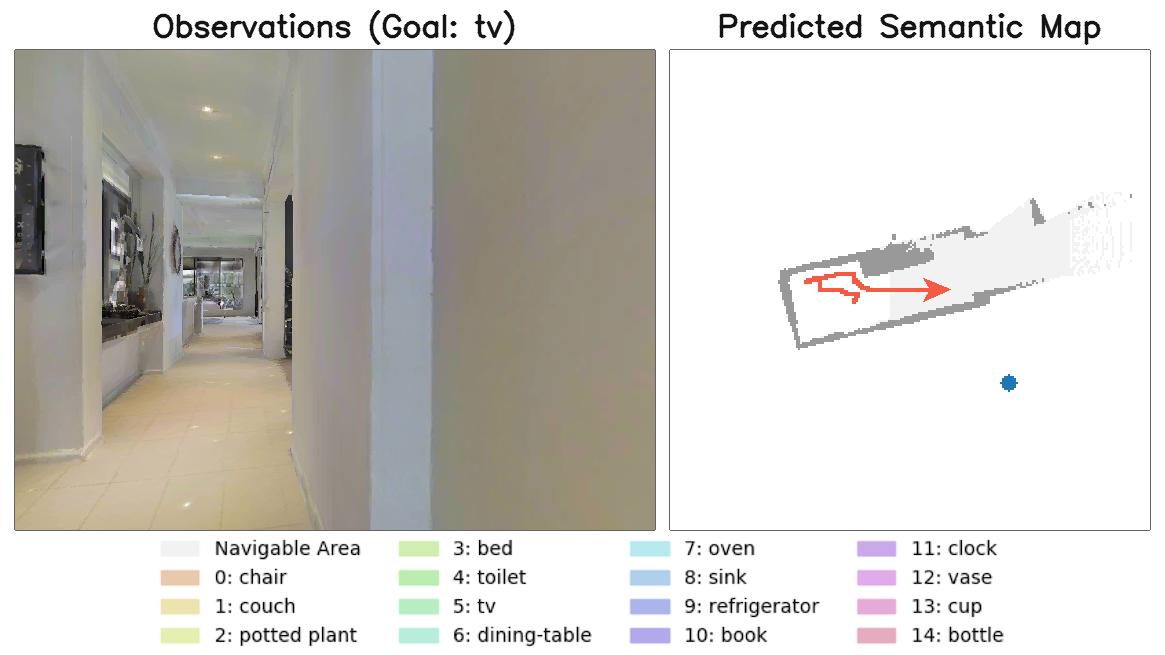 Observations (Goal: tv)
Predicted Semantic Map
Navigable Area
0: chair
1: couch
2: potted plant
3: bed
4: toilet
5: tv
6: dining-table
7: oven
8: sink
9: refrigerator
10: book
11: clock
12: vase
13: cup
14: bottle